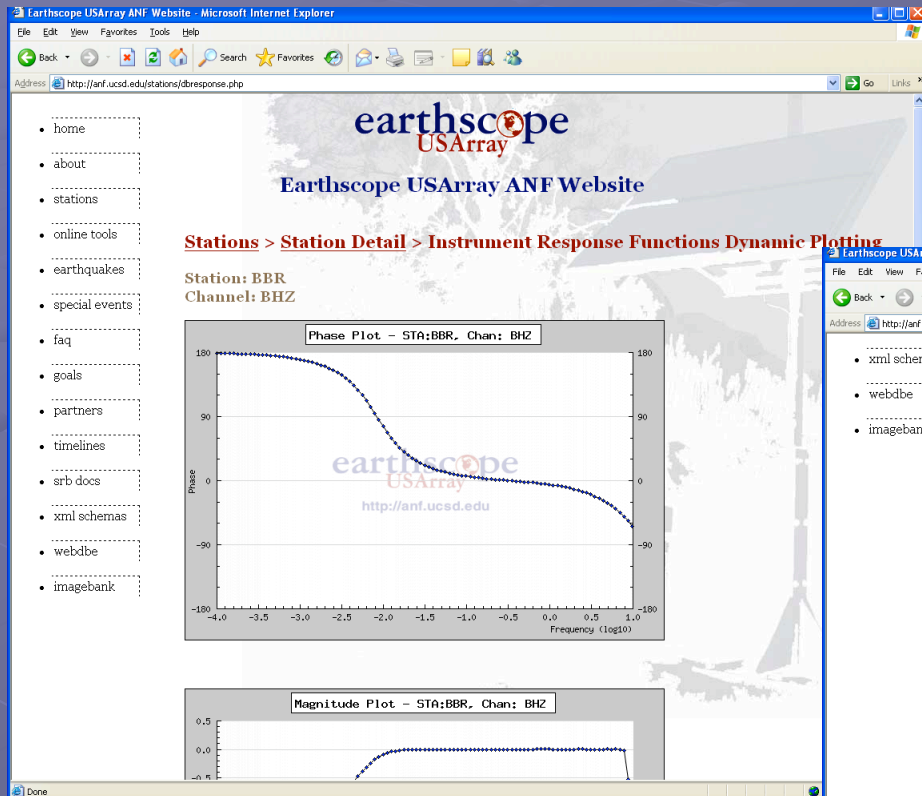 Earthscope USArray ANF Website - Microsoft Internet Explorer
File Edit View Favorites Tools Help
Back Search Favorites
Address http://anf.ucsd.edu/stations/dbresponse.php Go Links »
home
about
stations
online tools
earthquakes
special events
faq
goals
partners
timelines
srb docs
xml schemas
webdbe
imagebank
earthscope
USArray
Earthscope USArray ANF Website
Stations > Station Detail > Instrument Response Functions Dynamic Plotting
Station: BBR
Channel: BHZ
Phase Plot - STA:BBR, Chan: BHZ
180 180
90 90
0 0
-90 -90
-180 -180
Phase
earthscope
USArray
http://anf.ucsd.edu
-4.0 -3.5 -3.0 -2.5 -2.0 -1.5 -1.0 -0.5 0.0 0.5 1.0
Frequency (log10)
Magnitude Plot - STA:BBR, Chan: BHZ
0.5
0.0
-0.5
Done
Earthscope USAr
File Edit View
Back
Address http://anf
xml schem
webdbe
imageban